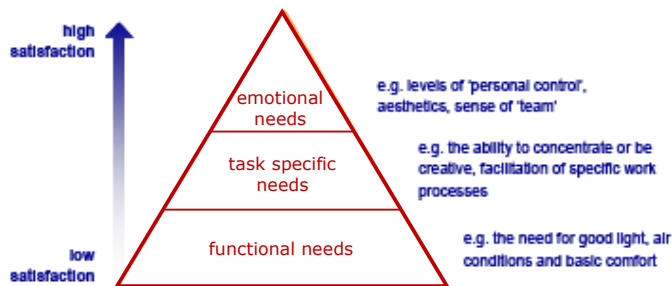 high
satisfaction
emotional
needs
e.g. levels of 'personal control',
aesthetics, sense of 'team'
task specific
needs
e.g. the ability to concentrate or be
creative, facilitation of specific work
processes
functional needs
e.g. the need for good light, air
conditions and basic comfort
low
satisfaction